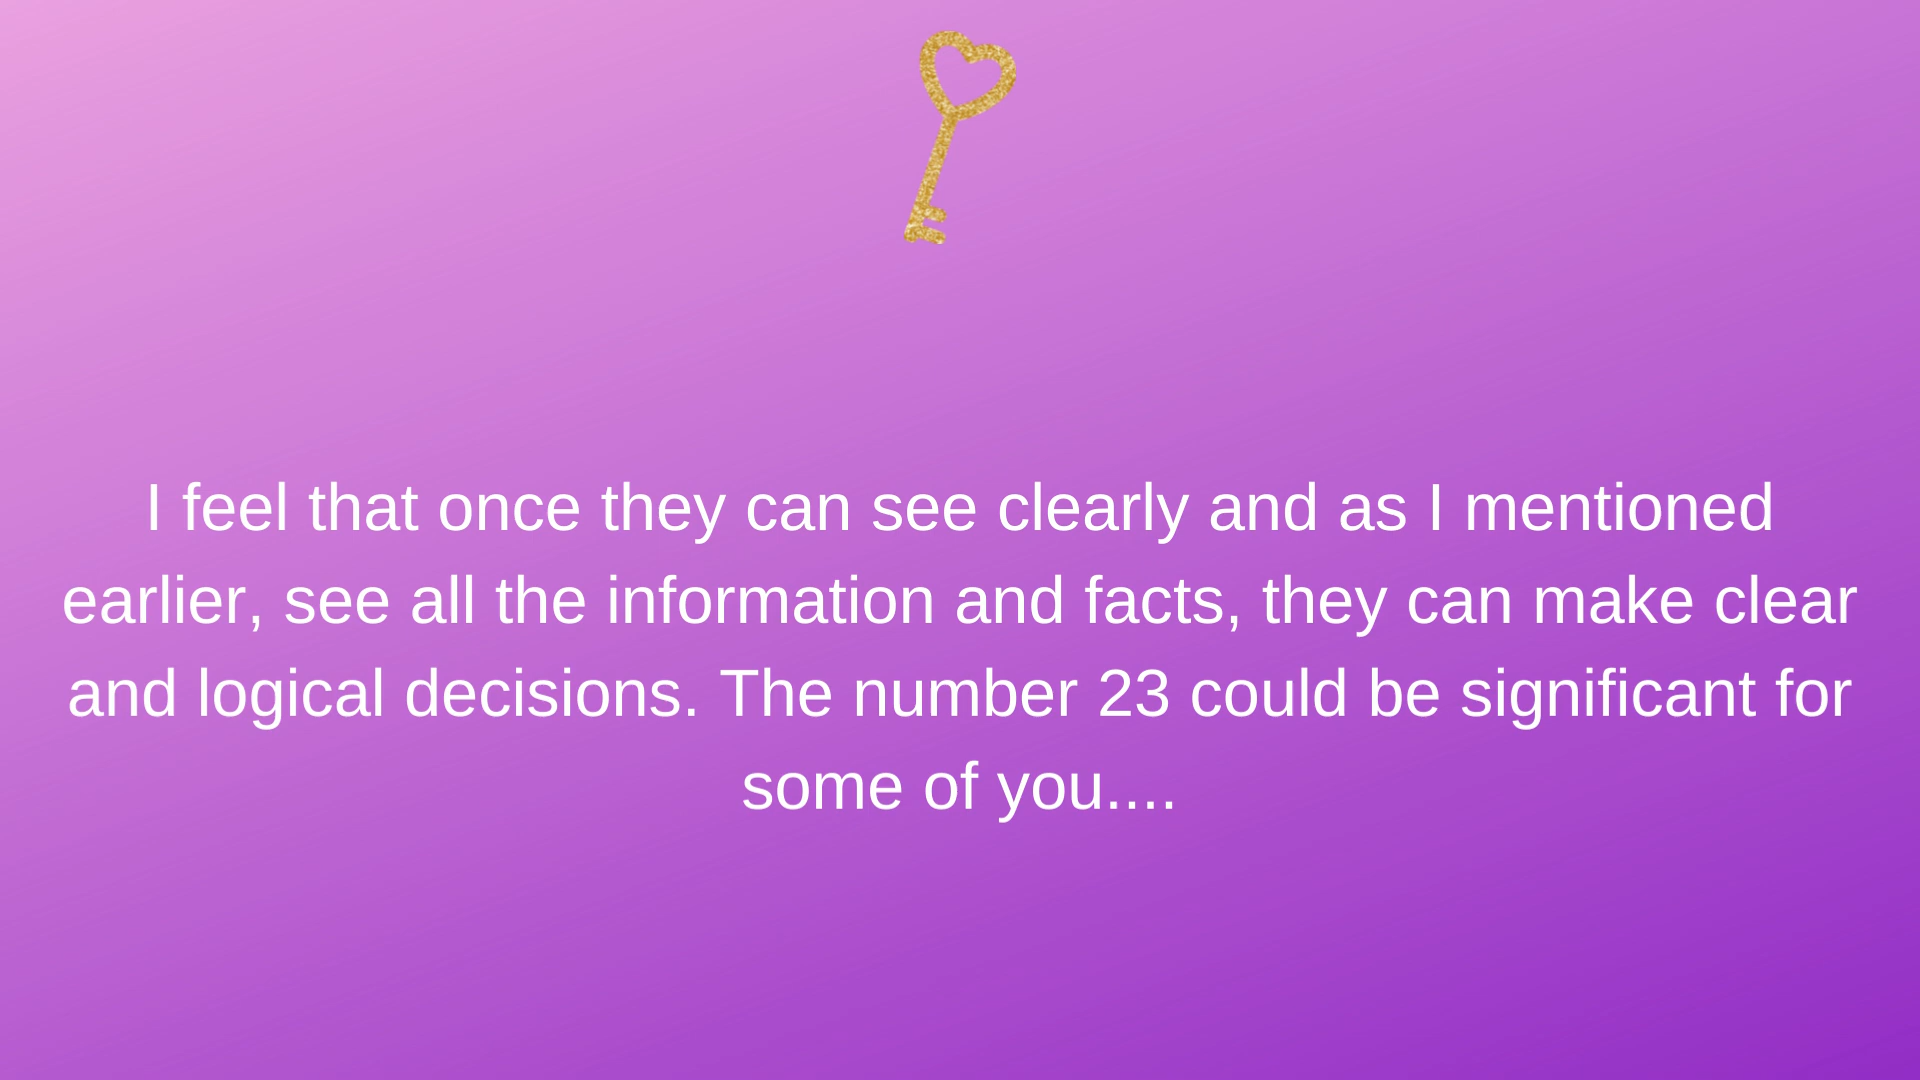 I feel that once they can see clearly and as I mentioned
earlier, see all the information and facts, they can make clear
and logical decisions. The number 23 could be significant for
some of you....